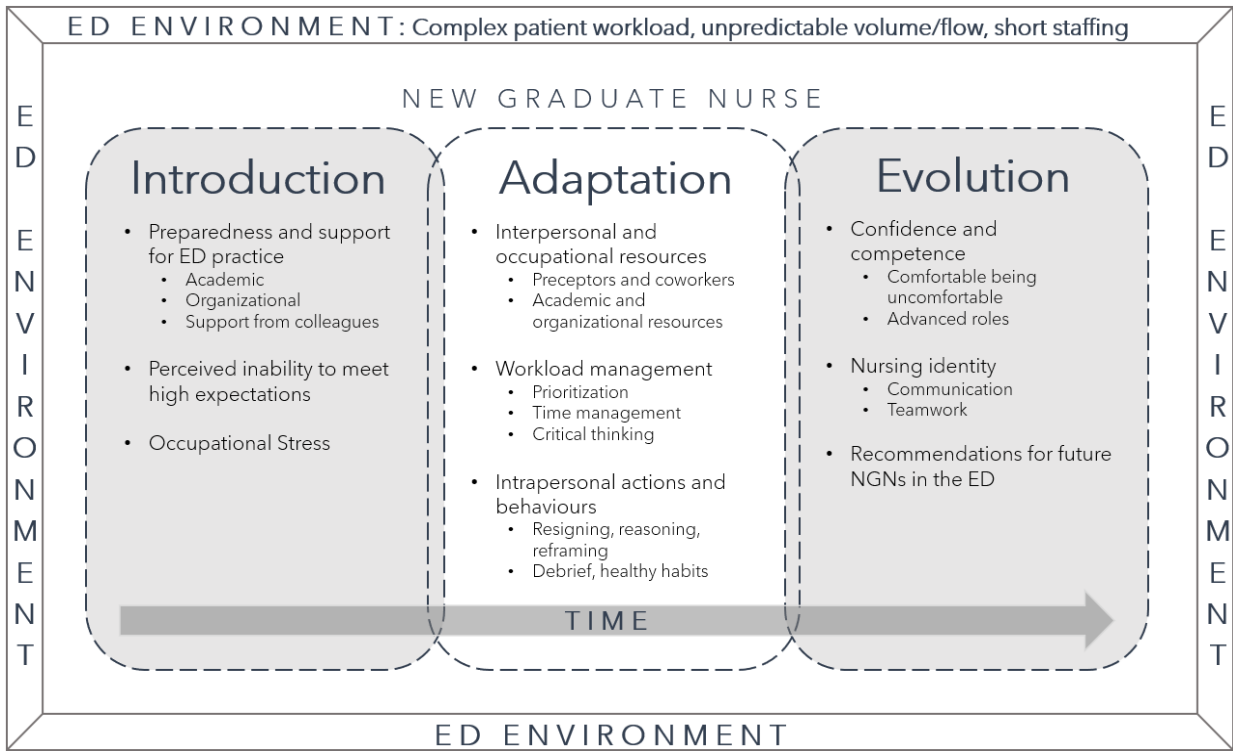 ED ENVIRONMENT: Complex patient workload, unpredictable volume/flow, short staffing
ED ENVIRONMENT
NEW GRADUATE NURSE
Introduction
• Preparedness and support
for ED practice
• Academic
• Organizational
• Support from colleagues
• Perceived inability to meet
high expectations
• Occupational Stress
Adaptation
• Interpersonal and
occupational resources
• Preceptors and coworkers
• Academic and
organizational resources
• Workload management
• Prioritization
• Time management
• Critical thinking
• Intrapersonal actions and
behaviours
• Resigning, reasoning,
reframing
• Debrief, healthy habits
Evolution
• Confidence and
competence
• Comfortable being
uncomfortable
• Advanced roles
• Nursing identity
• Communication
• Teamwork
• Recommendations for future
NGNs in the ED
TIME
ED ENVIRONMENT
ED ENVIRONMENT